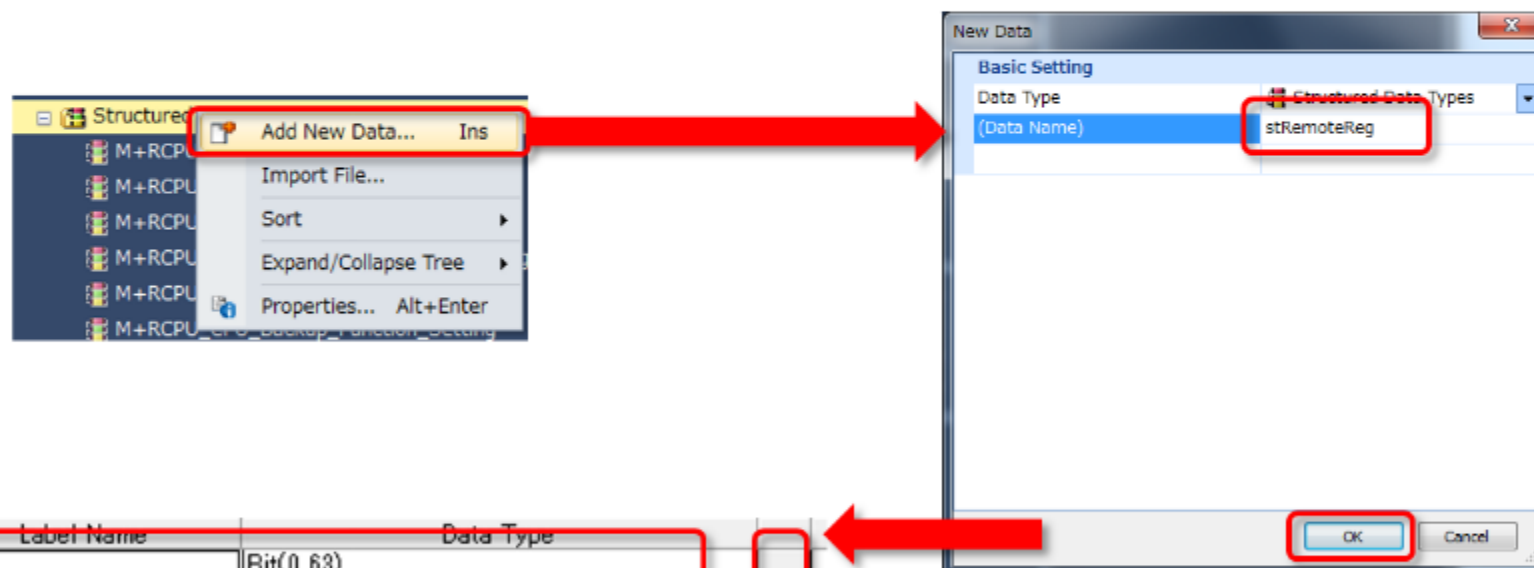 Structured
M+RCPU
M+RCPU
M+RCPU
M+RCPU
M+RCPU
M+RCPU_CPU_Backup_Function_Setting
Add New Data... Ins
Import File...
Sort
Expand/Collapse Tree
Properties... Alt+Enter
New Data
Basic Setting
Data Type Structured Data Types
(Data Name) stRemoteReg
OK Cancel
Label Name Data Type
Bit(0..63)